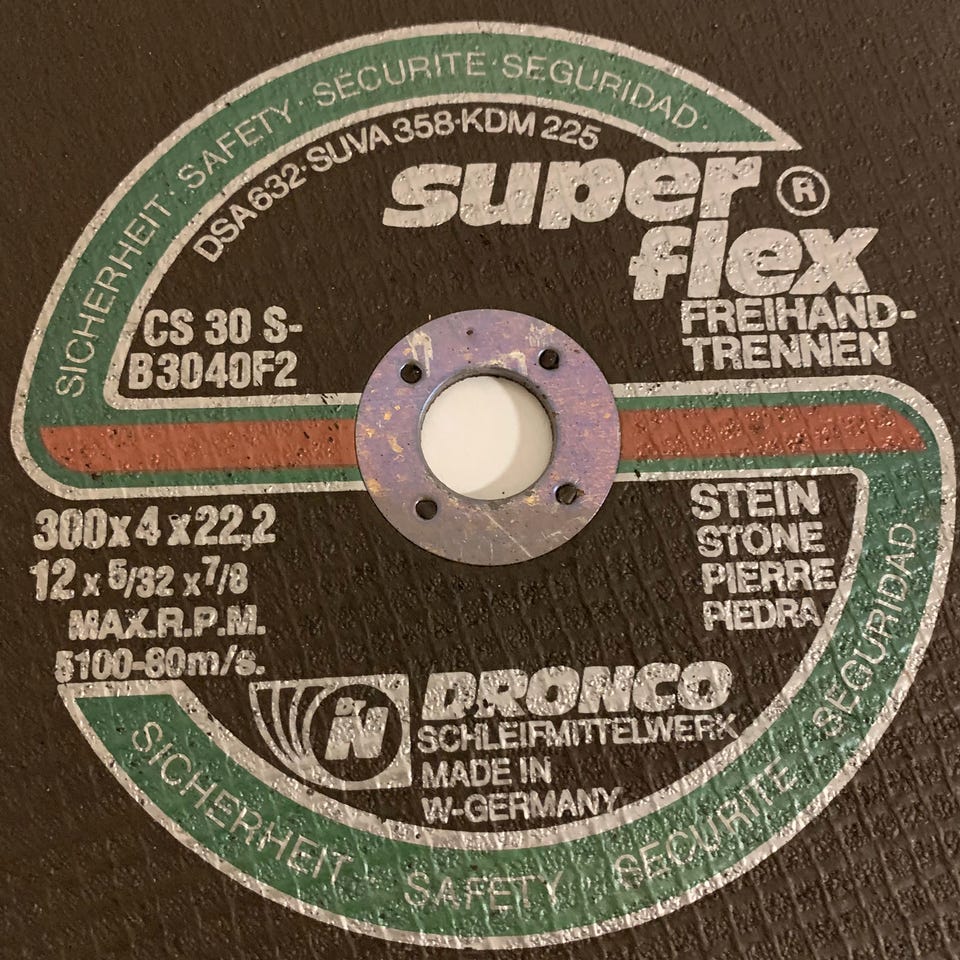 SICHERHEIT · SAFETY · SÉCURITÉ · SEGURIDAD ·
DSA 632 · SUVA 358 · KDM 225
super ®
flex
FREIHAND-
TRENNEN
CS 30 S-
B3040F2
300x4x22,2
12 x 5/32 x 7/8
MAX.R.P.M.
5100-80m/s.
STEIN
STONE
PIERRE
PIEDRA
DRONCO
SCHLEIFMITTELWERK
MADE IN
W-GERMANY
SICHERHEIT SAFETY SÉCURITÉ SEGURIDAD